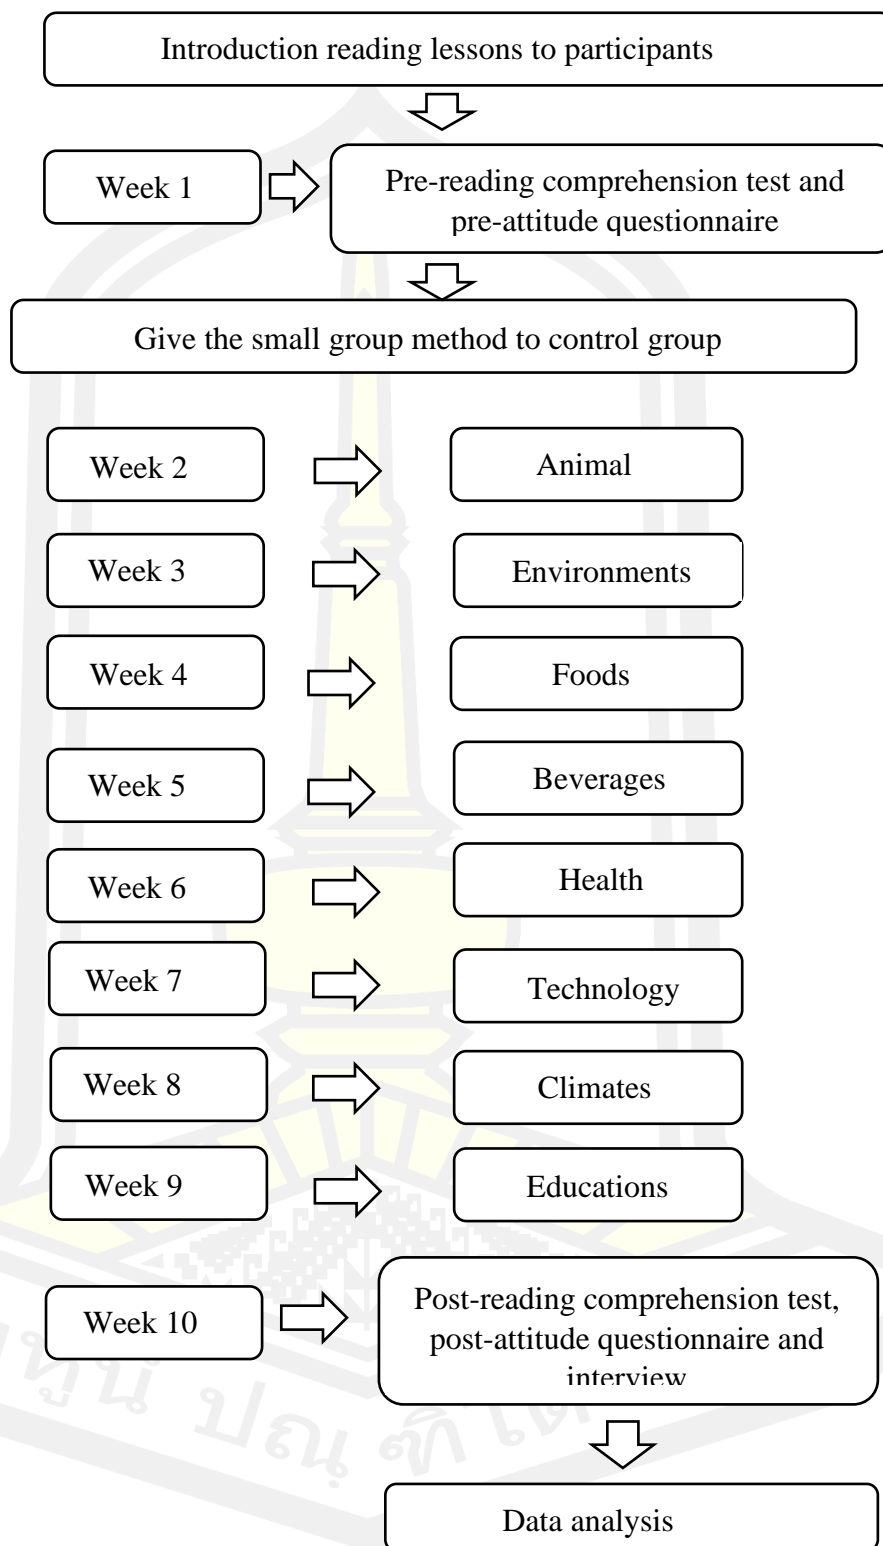 Introduction reading lessons to participants
Week 1
Pre-reading comprehension test and
pre-attitude questionnaire
Give the small group method to control group
Week 2
Animal
Week 3
Environments
Week 4
Foods
Week 5
Beverages
Week 6
Health
Week 7
Technology
Week 8
Climates
Week 9
Educations
Week 10
Post-reading comprehension test,
post-attitude questionnaire and
interview
Data analysis